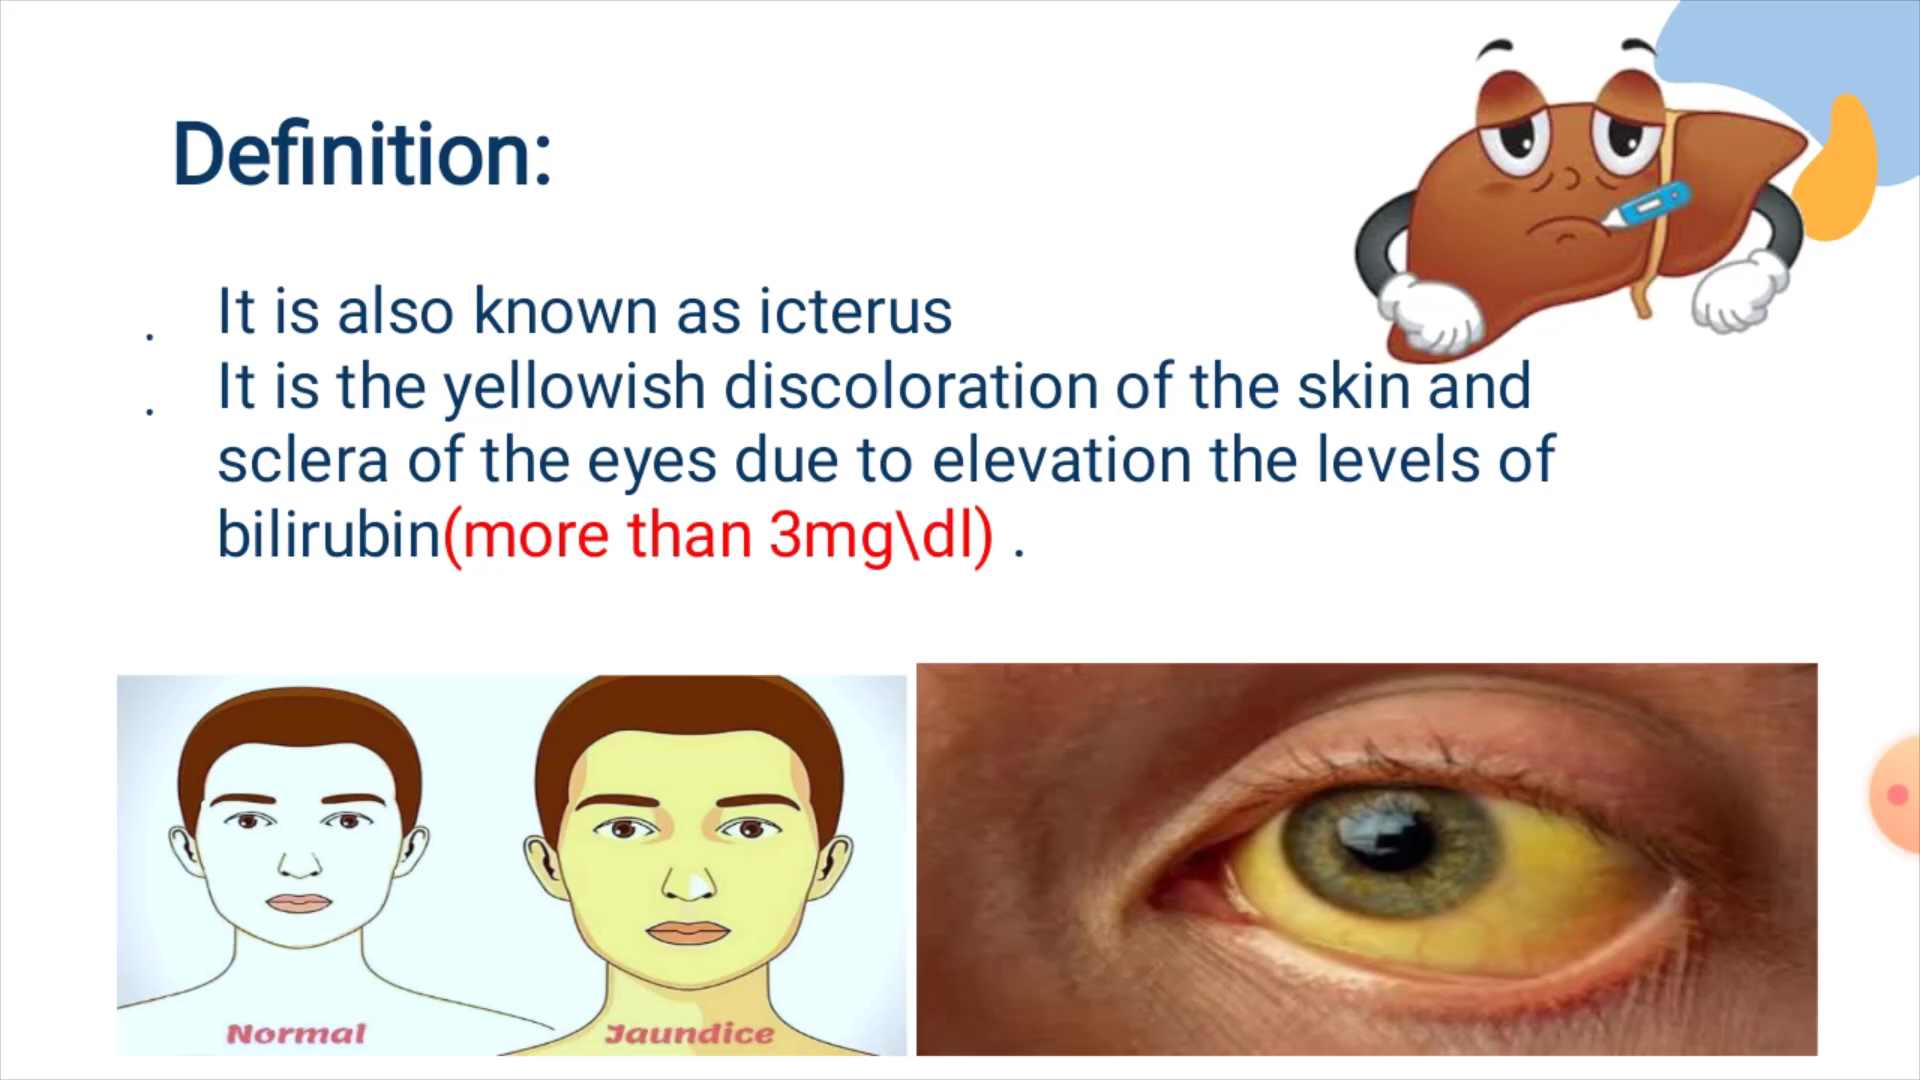 Definition:
. It is also known as icterus
. It is the yellowish discoloration of the skin and
sclera of the eyes due to elevation the levels of
bilirubin(more than 3mg\dl) .
Normal
Jaundice